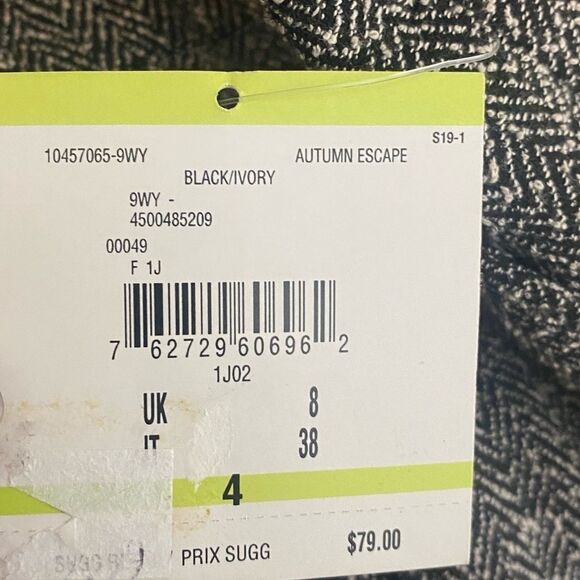 S19-1
10457065-9WY AUTUMN ESCAPE
BLACK/IVORY
9WY -
4500485209
00049
F 1J
7 62729 60696 2
1J02
UK 8
IT 38
4
SUGG / PRIX SUGG $79.00